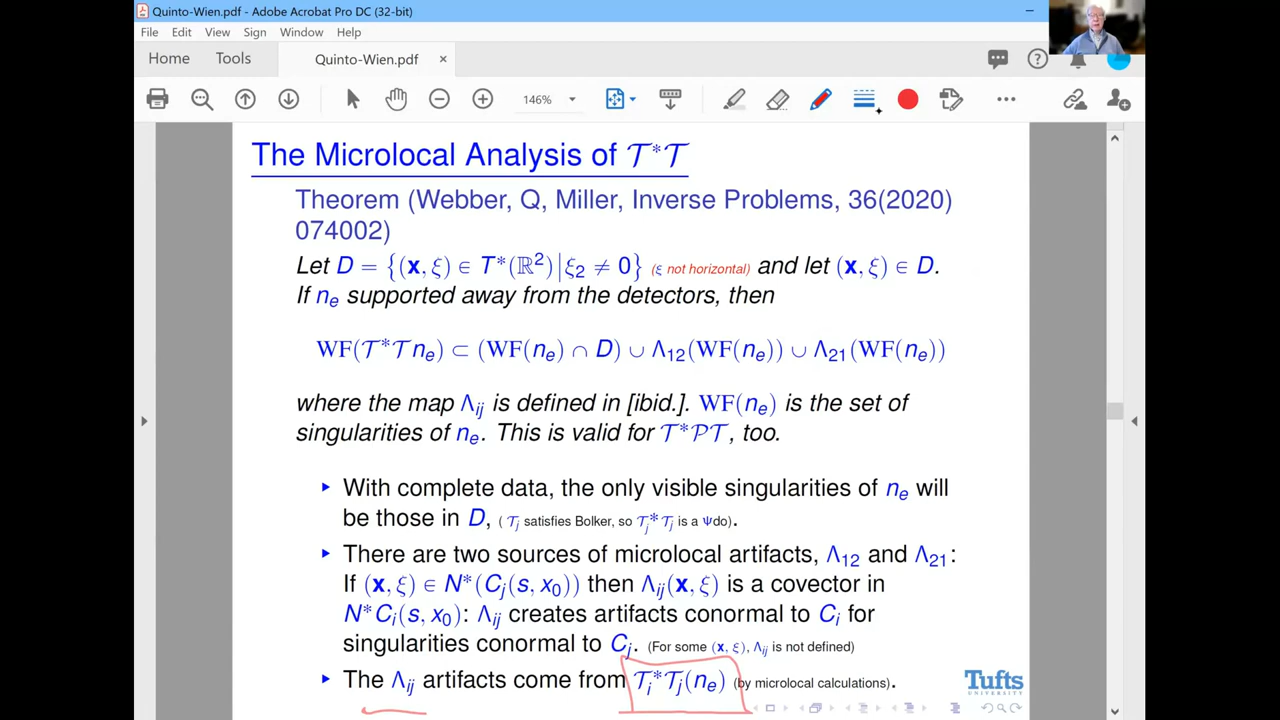 Quinto-Wien.pdf - Adobe Acrobat Pro DC (32-bit)
File Edit View Sign Window Help
Home Tools Quinto-Wien.pdf ×
146%
The Microlocal Analysis of 𝒯*𝒯
Theorem (Webber, Q, Miller, Inverse Problems, 36(2020)
074002)
Let D = {(x, ξ) ∈ T*(ℝ²) | ξ₂ ≠ 0} (ξ not horizontal) and let (x, ξ) ∈ D.
If nₑ supported away from the detectors, then
WF(𝒯*𝒯nₑ) ⊂ (WF(nₑ) ∩ D) ∪ Λ₁₂(WF(nₑ)) ∪ Λ₂₁(WF(nₑ))
where the map Λᵢⱼ is defined in [ibid.]. WF(nₑ) is the set of
singularities of nₑ. This is valid for 𝒯*𝒫𝒯, too.
▸ With complete data, the only visible singularities of nₑ will
be those in D, ( 𝒯ⱼ satisfies Bolker, so 𝒯ⱼ*𝒯ⱼ is a Ψdo).
▸ There are two sources of microlocal artifacts, Λ₁₂ and Λ₂₁:
If (x, ξ) ∈ N*(Cⱼ(s, x₀)) then Λᵢⱼ(x, ξ) is a covector in
N*Cᵢ(s, x₀): Λᵢⱼ creates artifacts conormal to Cᵢ for
singularities conormal to Cⱼ. (For some (x, ξ), Λᵢⱼ is not defined)
▸ The Λᵢⱼ artifacts come from 𝒯ᵢ*𝒯ⱼ(nₑ) (by microlocal calculations).
Tufts
UNIVERSITY